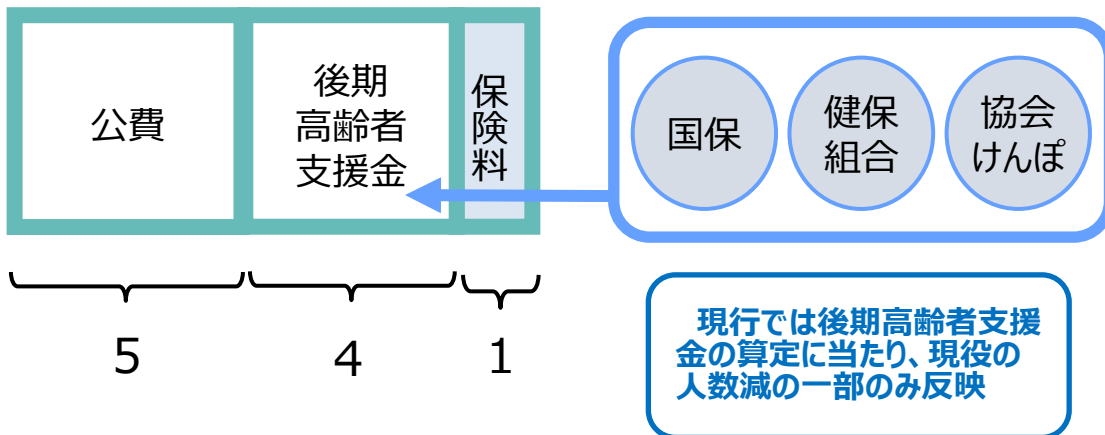 公費
後期
高齢者
支援金
保険料
国保
健保
組合
協会
けんぽ
5
4
1
現行では後期高齢者支援
金の算定に当たり、現役の
人数減の一部のみ反映